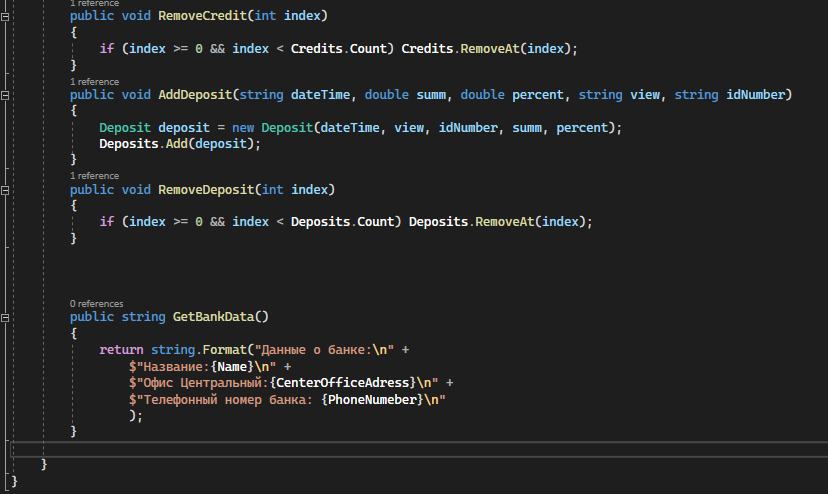 1 reference
public void RemoveCredit(int index)
{
if (index >= 0 && index < Credits.Count) Credits.RemoveAt(index);
}
1 reference
public void AddDeposit(string dateTime, double summ, double percent, string view, string idNumber)
{
Deposit deposit = new Deposit(dateTime, view, idNumber, summ, percent);
Deposits.Add(deposit);
}
1 reference
public void RemoveDeposit(int index)
{
if (index >= 0 && index < Deposits.Count) Deposits.RemoveAt(index);
}
0 references
public string GetBankData()
{
return string.Format("Данные о банке:\n" +
$"Название:{Name}\n" +
$"Офис Центральный:{CenterOfficeAdress}\n" +
$"Телефонный номер банка: {PhoneNumeber}\n"
);
}
}
}